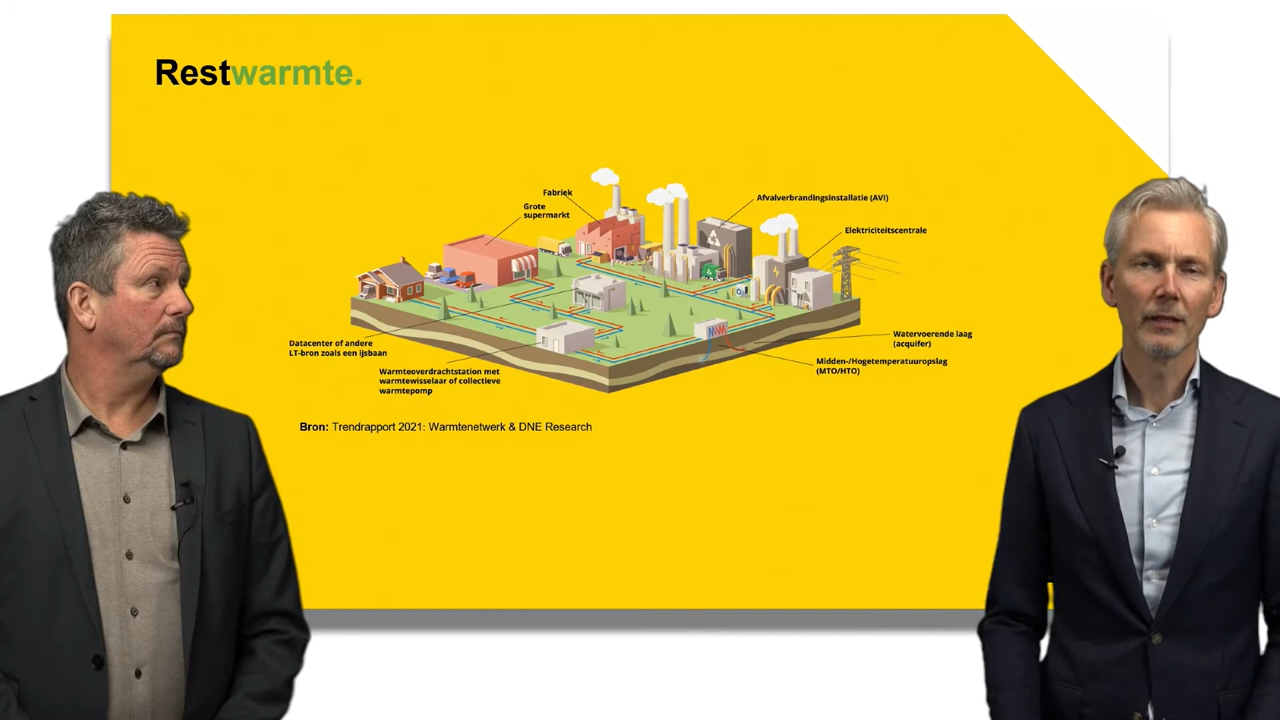 Restwarmte.
Fabriek
Grote
supermarkt
Afvalverbrandingsinstallatie (AVI)
Elektriciteitscentrale
Datacenter of andere
LT-bron zoals een ijsbaan
Warmteoverdrachtstation met
warmtewisselaar of collectieve
warmtepomp
Watervoerende laag
(acquifer)
Midden-/Hogetemperatuuropslag
(MTO/HTO)
Bron: Trendrapport 2021: Warmtenetwerk & DNE Research